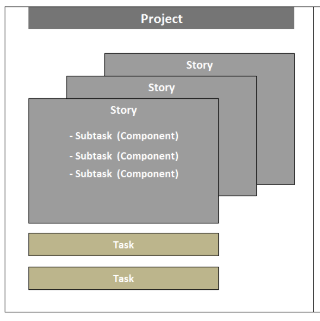 Project
Story
Story
Story
- Subtask (Component)
- Subtask (Component)
- Subtask (Component)
Task
Task